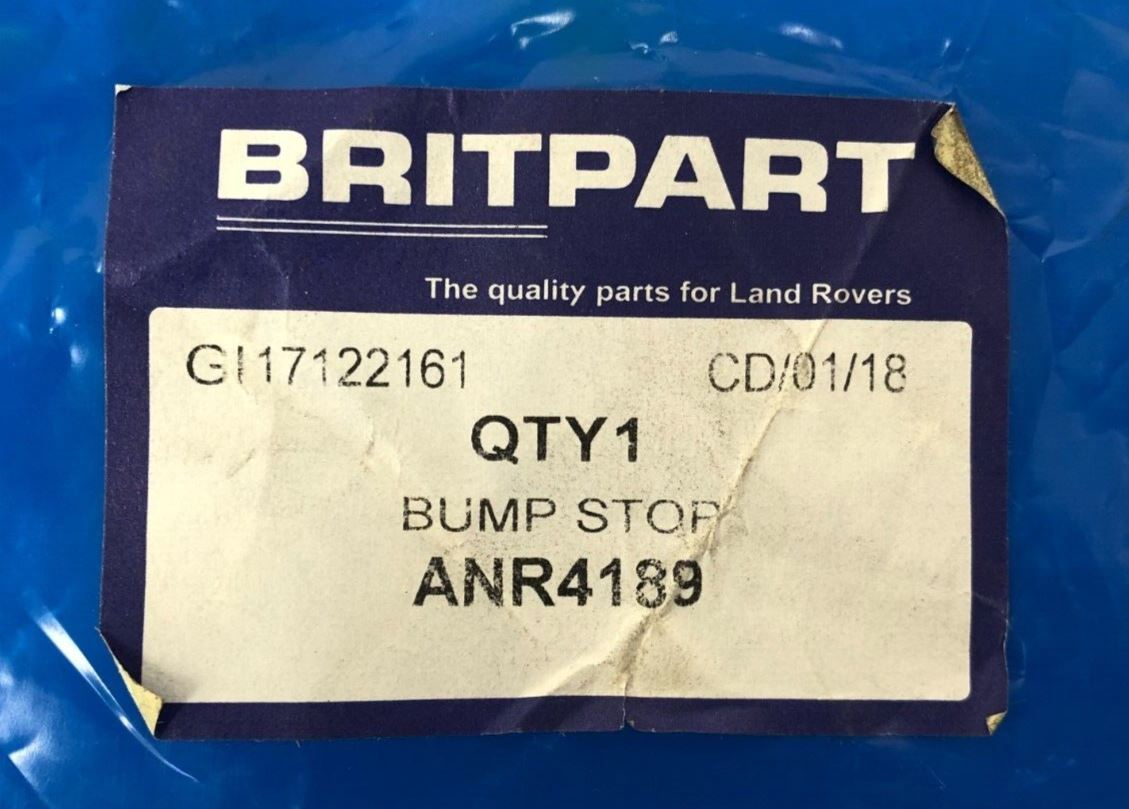 BRITPART
The quality parts for Land Rovers
GI17122161 CD/01/18
QTY1
BUMP STOP
ANR4189